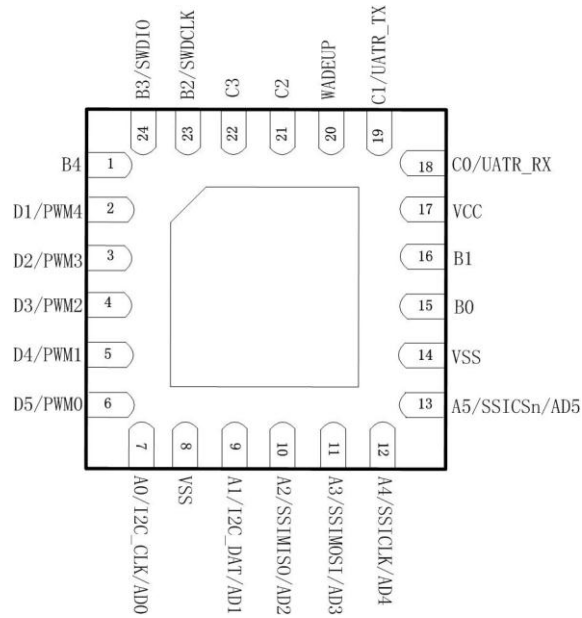 B3/SWDIO
B2/SWDCLK
C3
C2
WADEUP
C1/UATR_TX
24
23
22
21
20
19
B4 1
18 C0/UATR_RX
D1/PWM4 2
17 VCC
D2/PWM3 3
16 B1
D3/PWM2 4
15 B0
D4/PWM1 5
14 VSS
D5/PWM0 6
13 A5/SSICSn/AD5
7
8
9
10
11
12
A0/I2C_CLK/AD0
VSS
A1/I2C_DAT/AD1
A2/SSIMISO/AD2
A3/SSIMOSI/AD3
A4/SSICLK/AD4